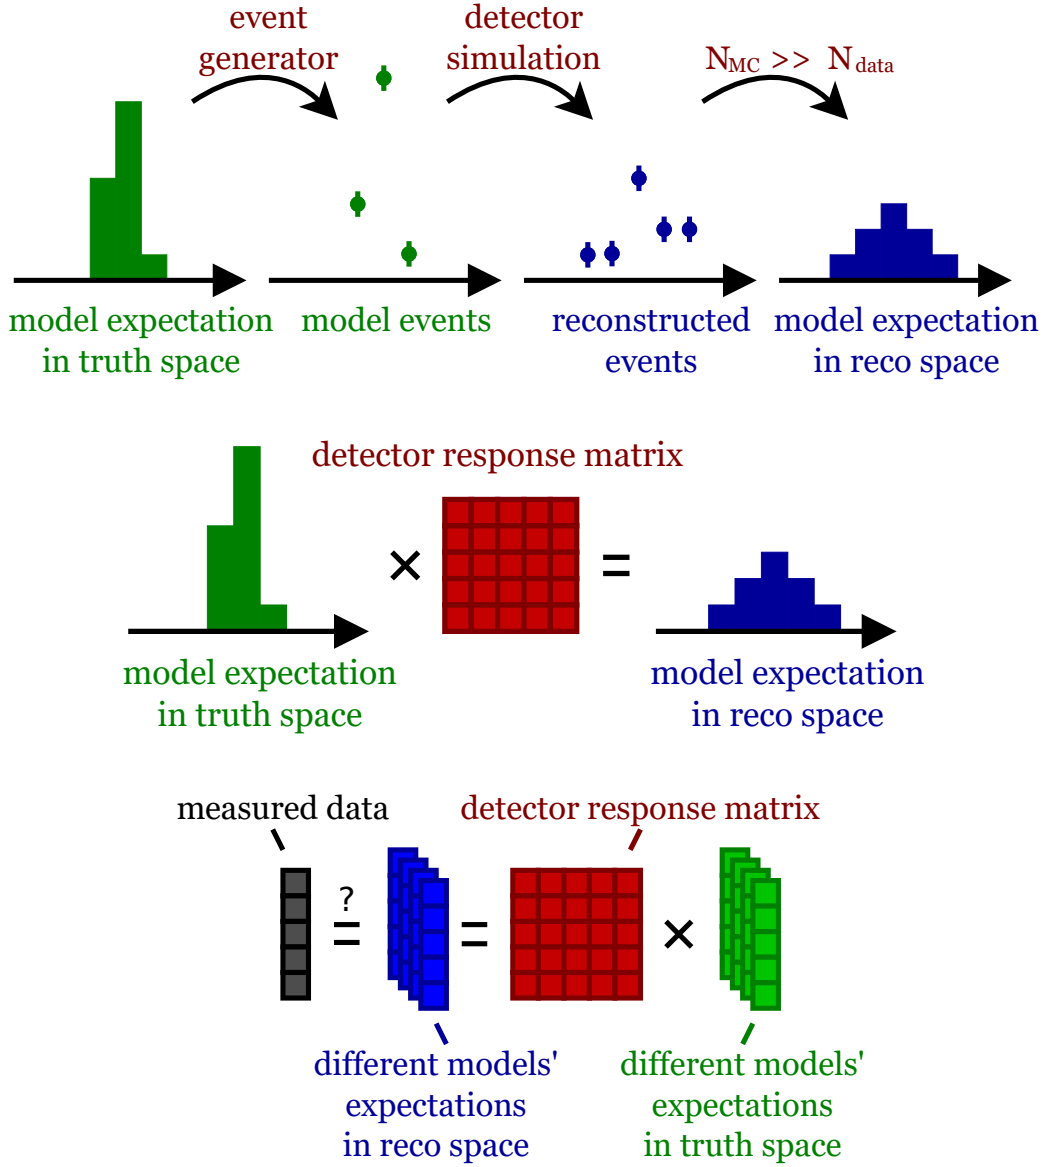 event
generator
detector
simulation
NMC >> Ndata
model expectation
in truth space
model events
reconstructed
events
model expectation
in reco space
detector response matrix
×
=
model expectation
in truth space
model expectation
in reco space
measured data
detector response matrix
?
=
=
×
different models'
expectations
in reco space
different models'
expectations
in truth space